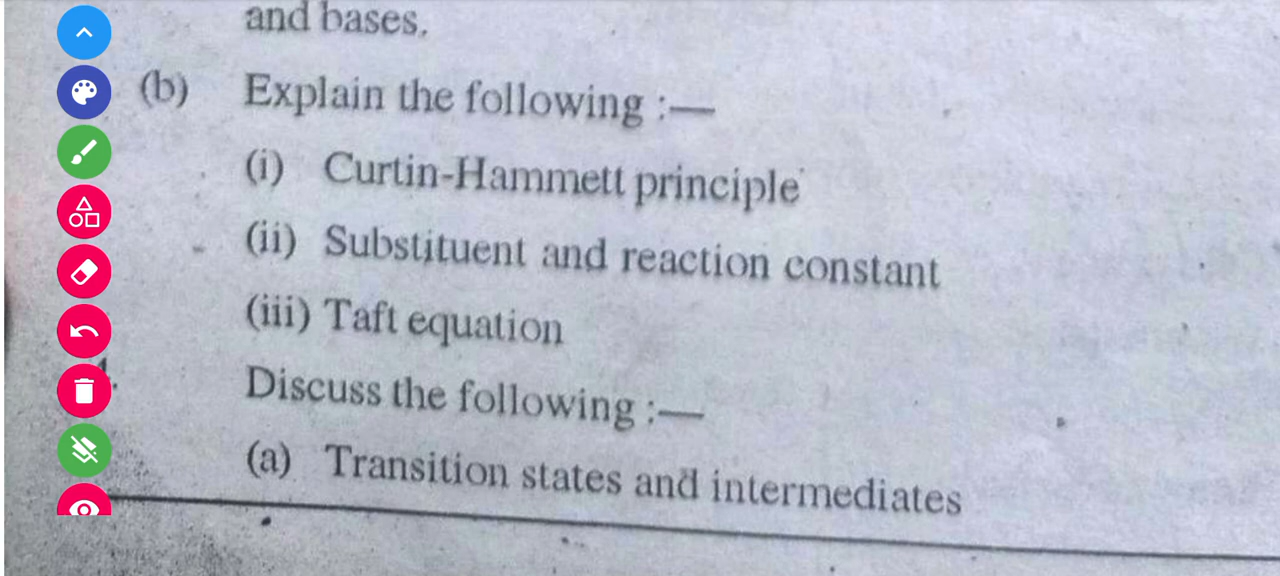 and bases.
(b) Explain the following :—
(i) Curtin-Hammett principle
(ii) Substituent and reaction constant
(iii) Taft equation
Discuss the following :—
(a) Transition states and intermediates